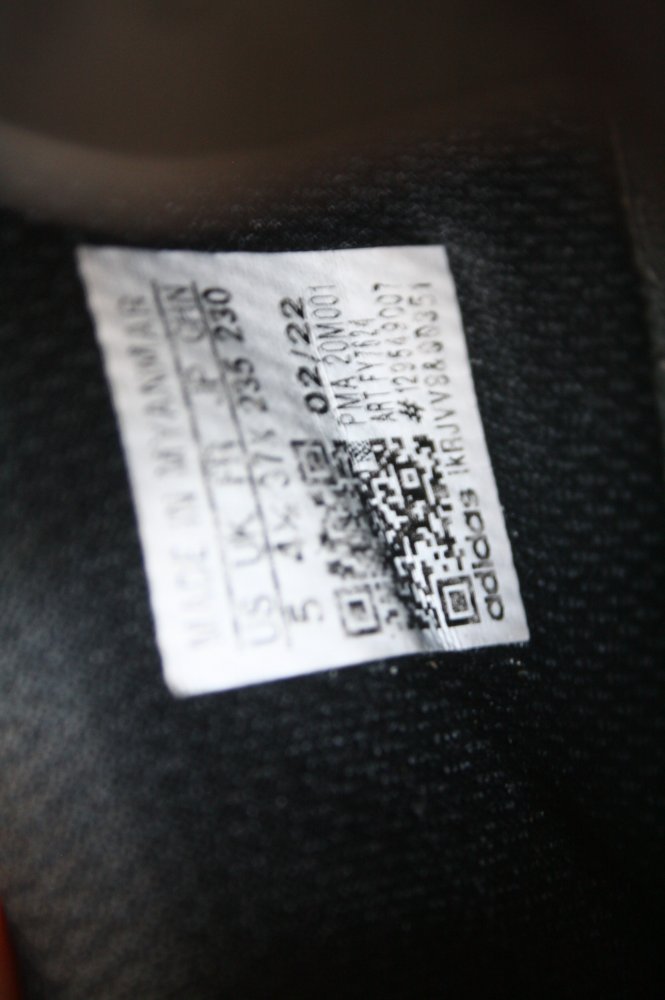 MADE IN MYANMAR
US UK FR JP CHN
5 4½ 37⅓ 235 230
02/22
PMA 20M001
ART FY7624
# 129549007
adidas